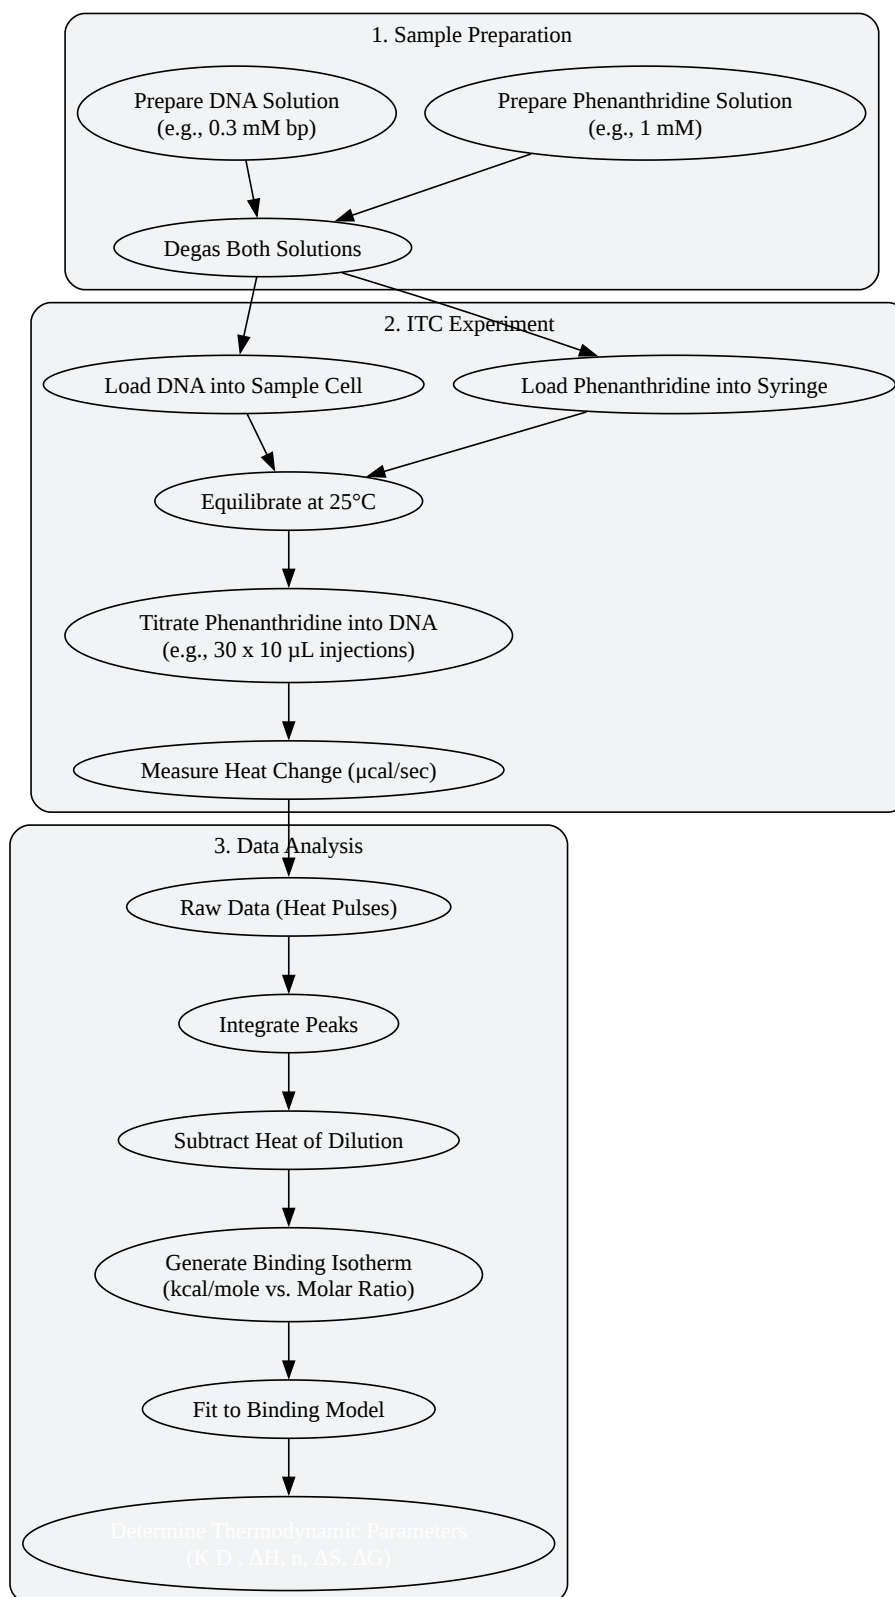 1. Sample Preparation
Prepare DNA Solution
(e.g., 0.3 mM bp)
Prepare Phenanthridine Solution
(e.g., 1 mM)
Degas Both Solutions
2. ITC Experiment
Load DNA into Sample Cell
Load Phenanthridine into Syringe
Equilibrate at 25°C
Titrate Phenanthridine into DNA
(e.g., 30 x 10 µL injections)
Measure Heat Change (µcal/sec)
3. Data Analysis
Raw Data (Heat Pulses)
Integrate Peaks
Subtract Heat of Dilution
Generate Binding Isotherm
(kcal/mole vs. Molar Ratio)
Fit to Binding Model
Determine Thermodynamic Parameters
(K D , ΔH, n, ΔS, ΔG)